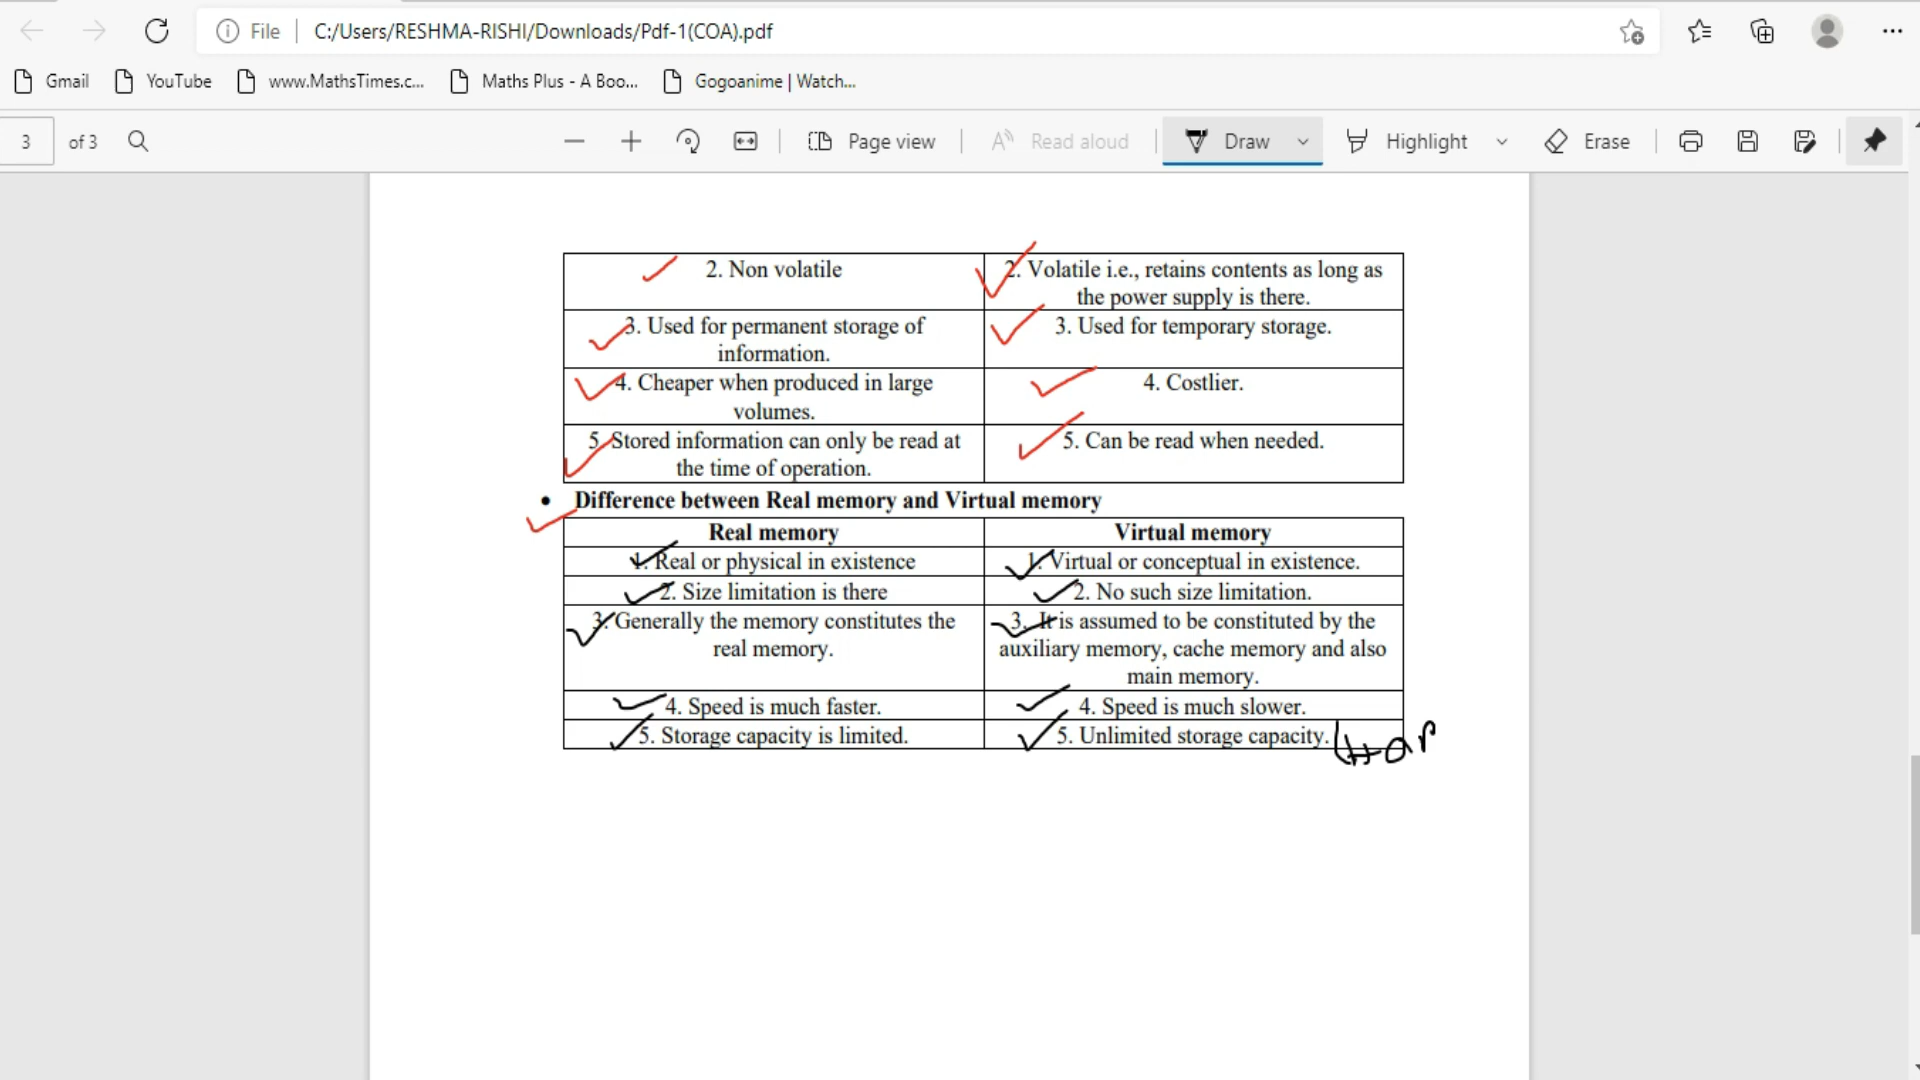 File C:/Users/RESHMA-RISHI/Downloads/Pdf-1(COA).pdf
Gmail YouTube www.MathsTimes.c... Maths Plus - A Boo... Gogoanime | Watch...
3 of 3 Page view Read aloud Draw Highlight Erase
2. Non volatile
2. Volatile i.e., retains contents as long as
the power supply is there.
3. Used for permanent storage of
information.
3. Used for temporary storage.
4. Cheaper when produced in large
volumes.
4. Costlier.
5. Stored information can only be read at
the time of operation.
5. Can be read when needed.
• Difference between Real memory and Virtual memory
Real memory
Virtual memory
1. Real or physical in existence
1. Virtual or conceptual in existence.
2. Size limitation is there
2. No such size limitation.
3. Generally the memory constitutes the
real memory.
3. It is assumed to be constituted by the
auxiliary memory, cache memory and also
main memory.
4. Speed is much faster.
4. Speed is much slower.
5. Storage capacity is limited.
5. Unlimited storage capacity.